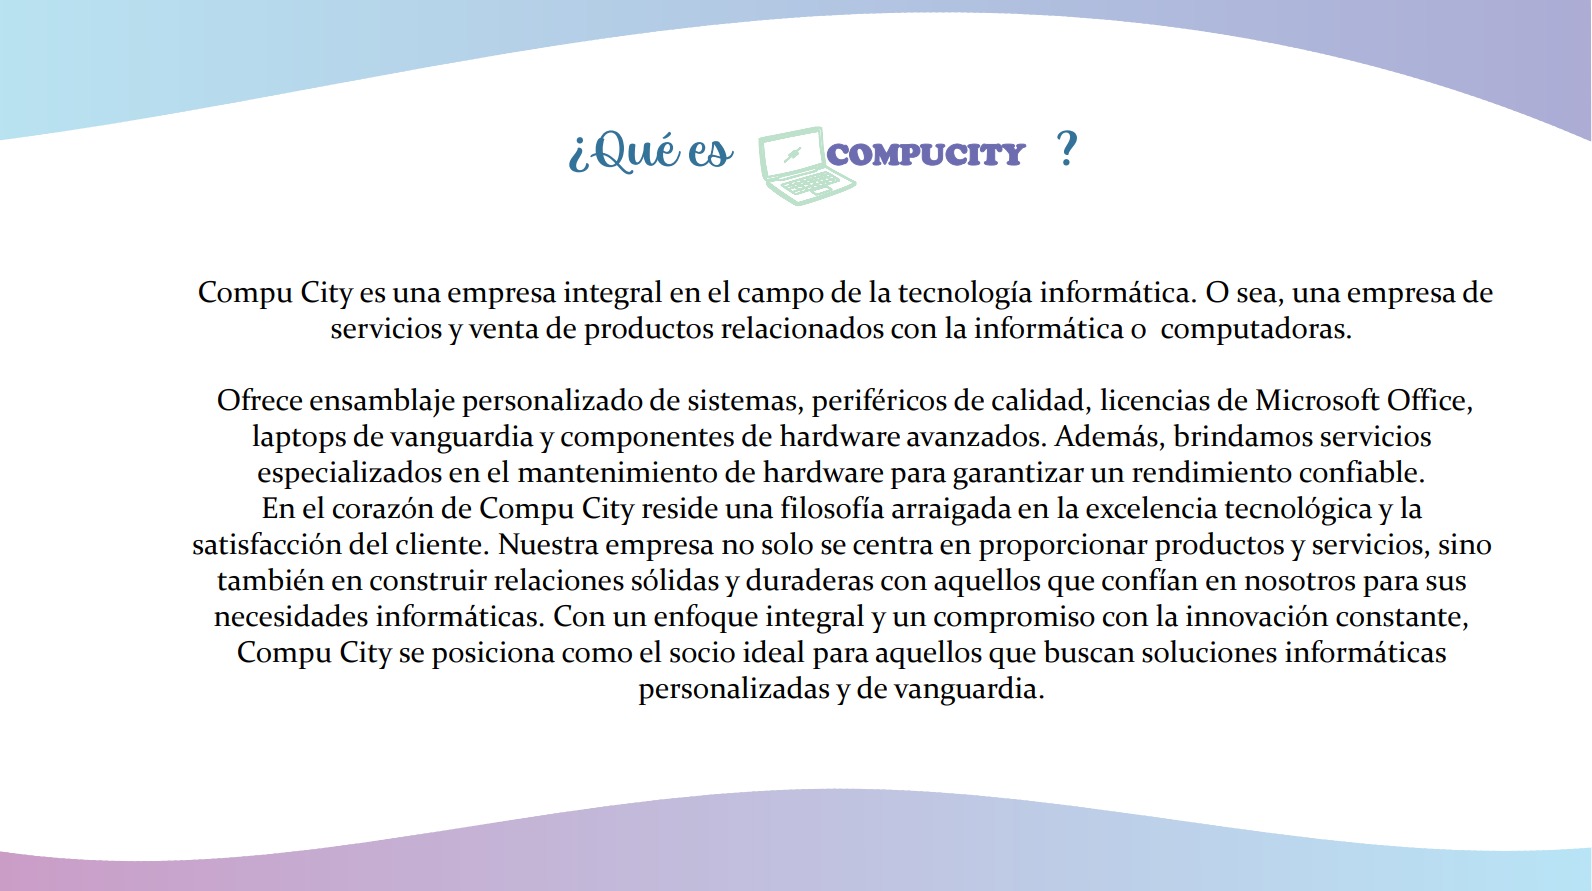 ¿Qué es COMPUCITY ?
Compu City es una empresa integral en el campo de la tecnología informática. O sea, una empresa de
servicios y venta de productos relacionados con la informática o  computadoras.
Ofrece ensamblaje personalizado de sistemas, periféricos de calidad, licencias de Microsoft Office,
laptops de vanguardia y componentes de hardware avanzados. Además, brindamos servicios
especializados en el mantenimiento de hardware para garantizar un rendimiento confiable.
En el corazón de Compu City reside una filosofía arraigada en la excelencia tecnológica y la
satisfacción del cliente. Nuestra empresa no solo se centra en proporcionar productos y servicios, sino
también en construir relaciones sólidas y duraderas con aquellos que confían en nosotros para sus
necesidades informáticas. Con un enfoque integral y un compromiso con la innovación constante,
Compu City se posiciona como el socio ideal para aquellos que buscan soluciones informáticas
personalizadas y de vanguardia.